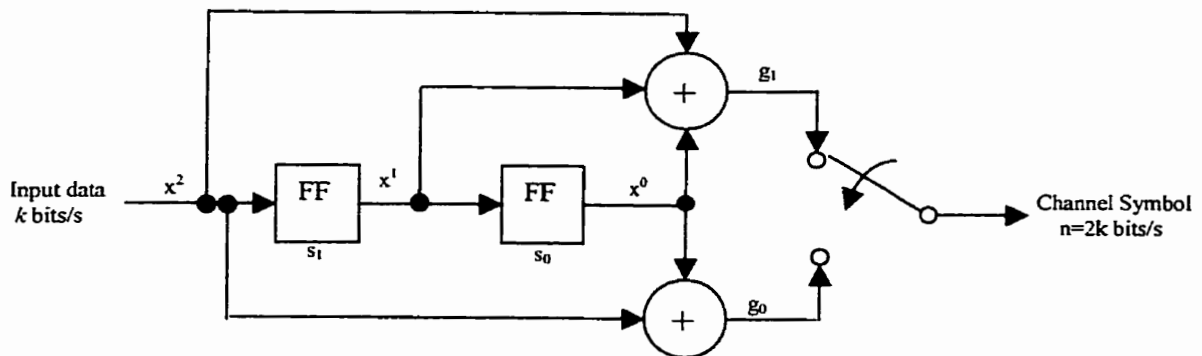 g₁
+
Input data
k bits/s
x²
FF
s₁
x¹
FF
s₀
x⁰
Channel Symbol
n=2k bits/s
+
g₀